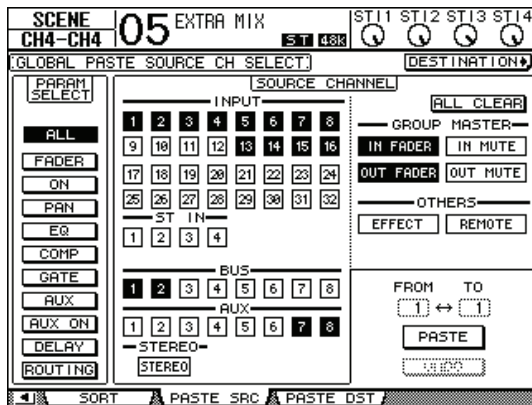 SCENE
CH4-CH4
05 EXTRA MIX
ST 48k
STI1 STI2 STI3 STI4
GLOBAL PASTE SOURCE CH SELECT
DESTINATION
PARAM SELECT
ALL
FADER
ON
PAN
EQ
COMP
GATE
AUX
AUX ON
DELAY
ROUTING
SOURCE CHANNEL
INPUT
1 2 3 4 5 6 7 8
9 10 11 12 13 14 15 16
17 18 19 20 21 22 23 24
25 26 27 28 29 30 31 32
ST IN
1 2 3 4
BUS
1 2 3 4 5 6 7 8
AUX
1 2 3 4 5 6 7 8
STEREO
STEREO
ALL CLEAR
GROUP MASTER
IN FADER IN MUTE
OUT FADER OUT MUTE
OTHERS
EFFECT REMOTE
FROM TO
1 ↔ 1
PASTE
UNDO
SORT PASTE SRC PASTE DST